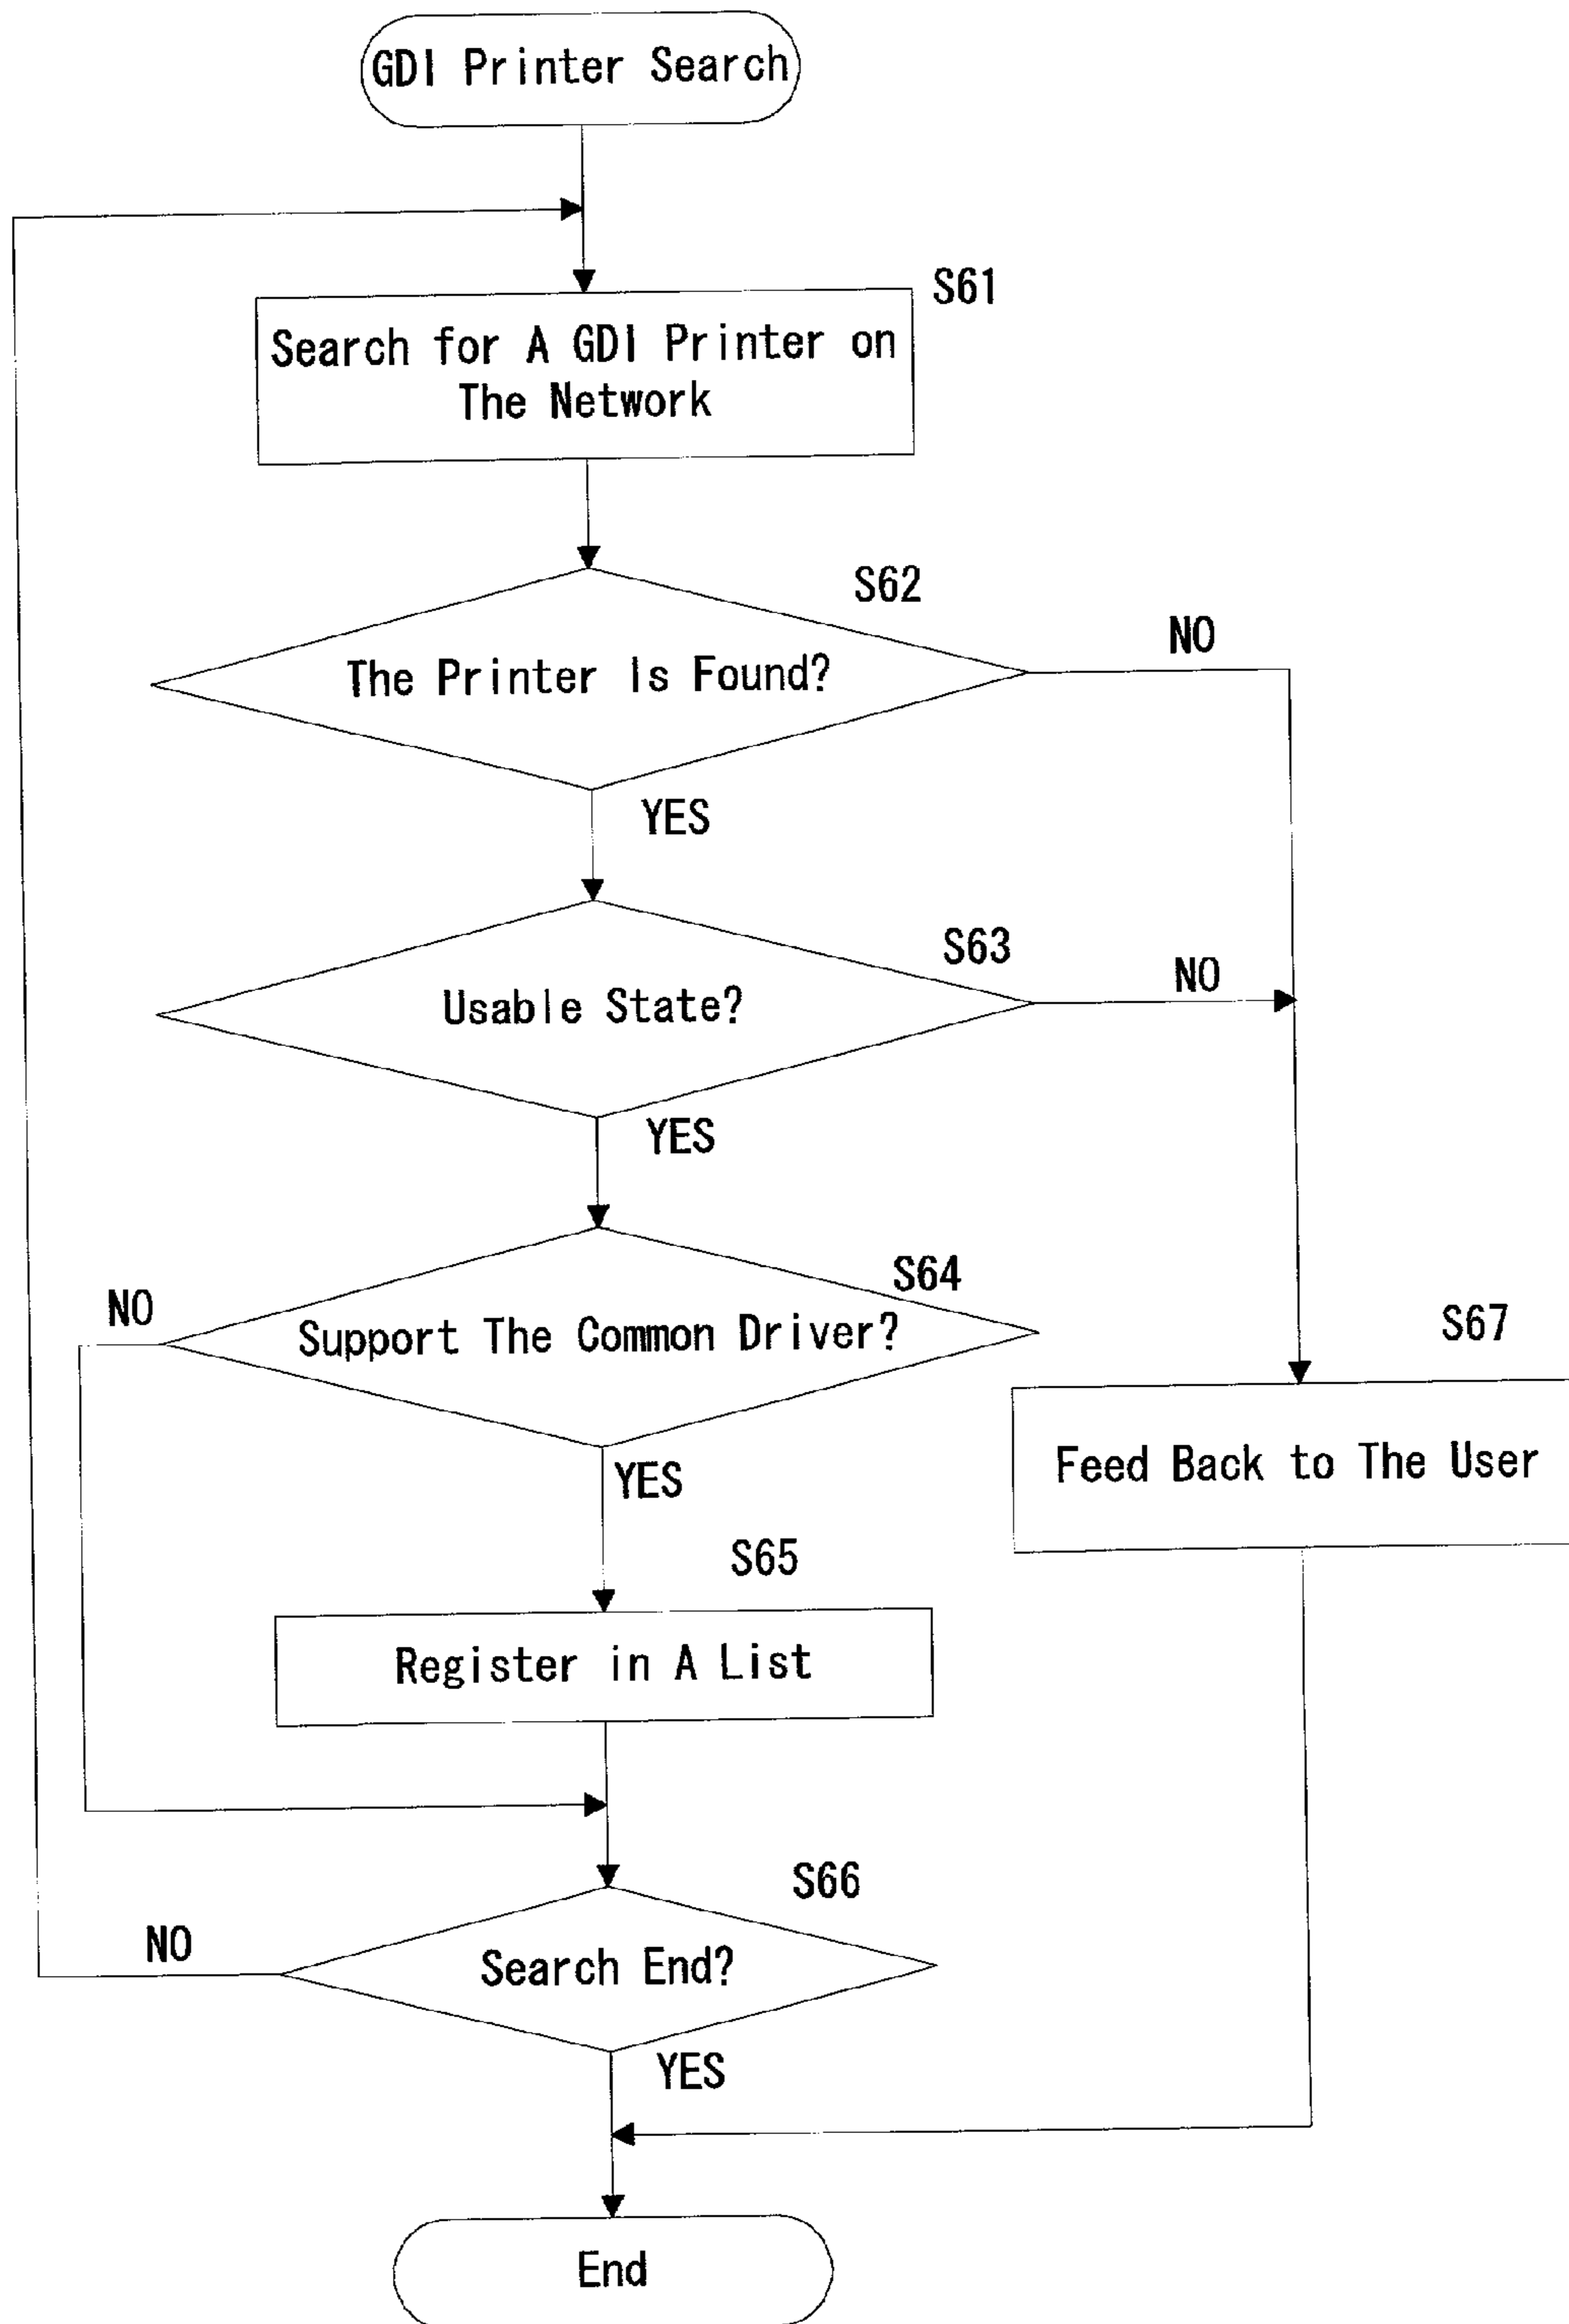 GDI Printer Search
S61
Search for A GDI Printer on
The Network
S62
NO
The Printer Is Found?
YES
S63
NO
Usable State?
YES
S64
NO
Support The Common Driver?
S67
YES
Feed Back to The User
S65
Register in A List
S66
NO
Search End?
YES
End